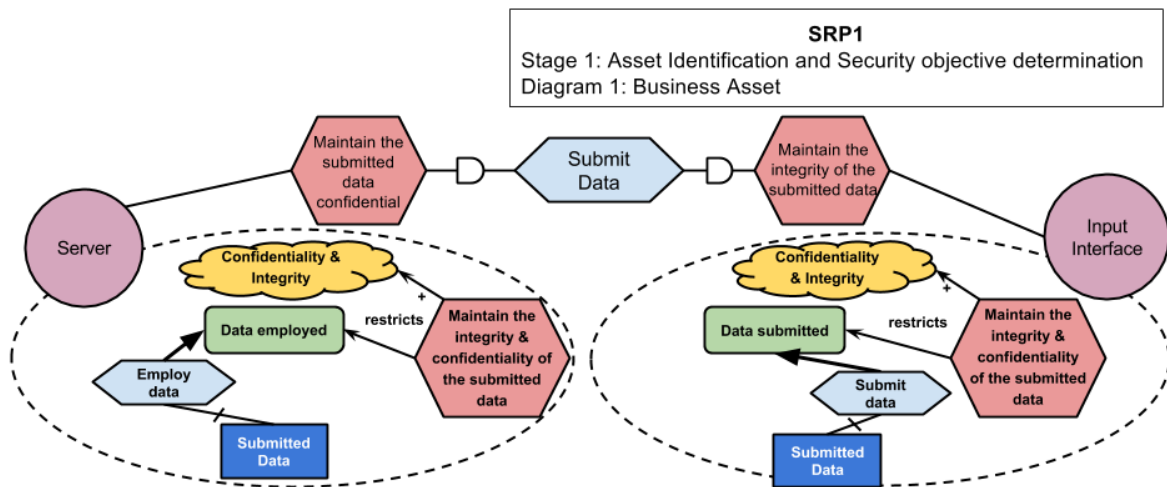 SRP1
Stage 1: Asset Identification and Security objective determination
Diagram 1: Business Asset
Maintain the
submitted
data
confidential
Submit
Data
Maintain the
integrity of the
submitted data
Server
Input
Interface
Confidentiality &
Integrity
+
restricts
Data employed
Maintain the
integrity &
confidentiality of
the submitted
data
Employ
data
Submitted
Data
Confidentiality
& Integrity
+
restricts
Data submitted
Maintain the
integrity &
confidentiality
of the submitted
data
Submit
data
Submitted
Data